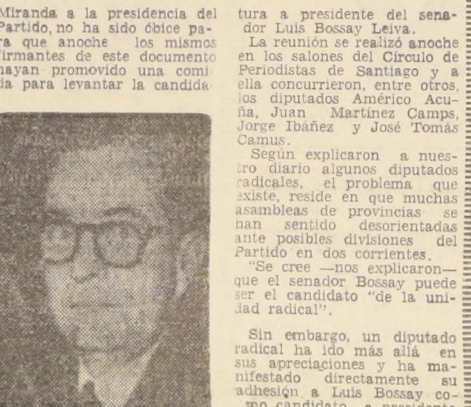 Miranda a la presidencia del
Partido, no ha sido óbice pa-
ra que anoche los mismos
firmantes de este documento
hayan promovido una comi
da para levantar la candida-
tura a presidente del sena-
dor Luis Bossay Leiva.
La reunión se realizó anoche
en los salones del Círculo de
Periodistas de Santiago y a
ella concurrieron, entre otros,
los diputados Américo Acu-
ña, Juan Martínez Camps,
Jorge Ibáñez y José Tomás
Camus.
Según explicaron a nues-
tro diario algunos diputados
radicales, el problema que
existe, reside en que muchas
asambleas de provincias se
han sentido desorientadas
ante posibles divisiones del
Partido en dos corrientes.
"Se cree —nos explicaron—
que el senador Bossay puede
ser el candidato "de la uni-
dad radical".
Sin embargo, un diputado
radical ha ido más allá en
sus apreciaciones y ha ma-
nifestado directamente su
adhesión a Luis Bossay co-
mo candidato a presidente